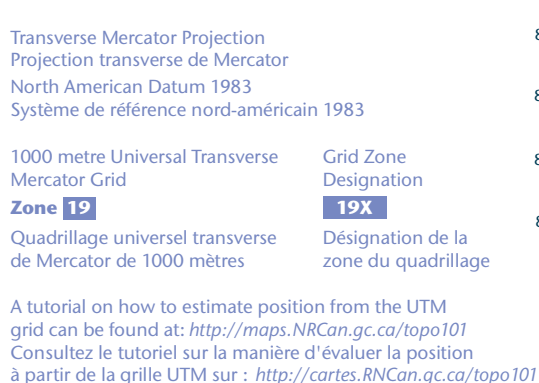 Transverse Mercator Projection
Projection transverse de Mercator
North American Datum 1983
Système de référence nord-américain 1983
1000 metre Universal Transverse
Mercator Grid
Zone 19
Quadrillage universel transverse
de Mercator de 1000 mètres
Grid Zone
Designation
19X
Désignation de la
zone du quadrillage
A tutorial on how to estimate position from the UTM
grid can be found at: http://maps.NRCan.gc.ca/topo101
Consultez le tutoriel sur la manière d'évaluer la position
à partir de la grille UTM sur : http://cartes.RNCan.gc.ca/topo101